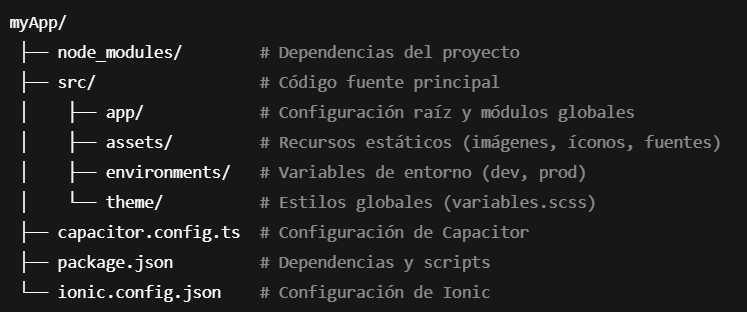 myApp/
├── node_modules/        # Dependencias del proyecto
├── src/                 # Código fuente principal
│   ├── app/             # Configuración raíz y módulos globales
│   ├── assets/          # Recursos estáticos (imágenes, íconos, fuentes)
│   ├── environments/    # Variables de entorno (dev, prod)
│   └── theme/           # Estilos globales (variables.scss)
├── capacitor.config.ts  # Configuración de Capacitor
├── package.json         # Dependencias y scripts
└── ionic.config.json    # Configuración de Ionic